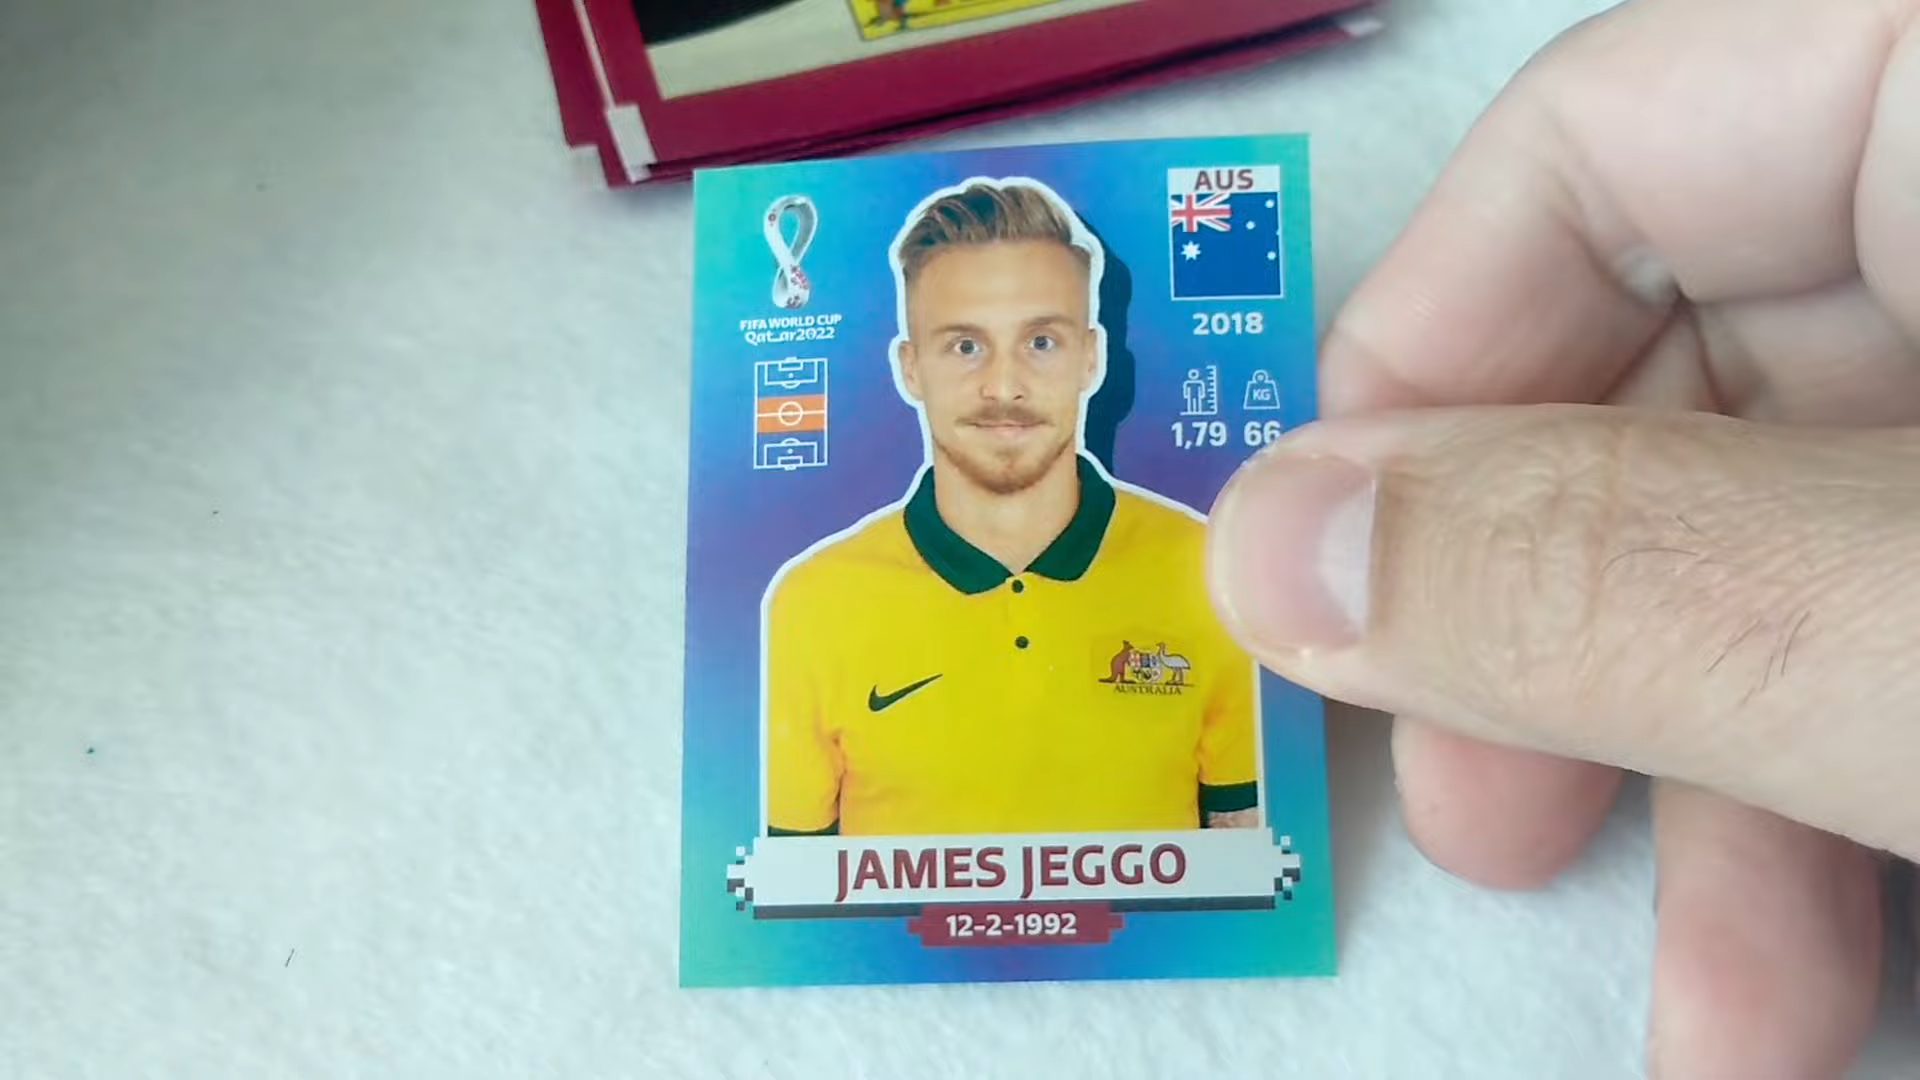 AUS
FIFA WORLD CUP
Qatar2022
2018
KG
1,79 66
AUSTRALIA
JAMES JEGGO
12-2-1992